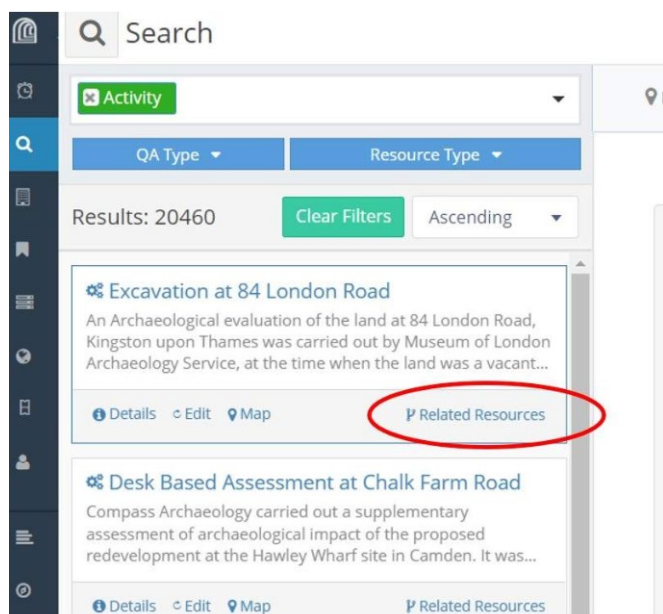 Search
Activity
QA Type Resource Type
Results: 20460 Clear Filters Ascending
Excavation at 84 London Road
An Archaeological evaluation of the land at 84 London Road,
Kingston upon Thames was carried out by Museum of London
Archaeology Service, at the time when the land was a vacant...
Details Edit Map Related Resources
Desk Based Assessment at Chalk Farm Road
Compass Archaeology carried out a supplementary
assessment of archaeological impact of the proposed
redevelopment at the Hawley Wharf site in Camden. It was...
Details Edit Map Related Resources